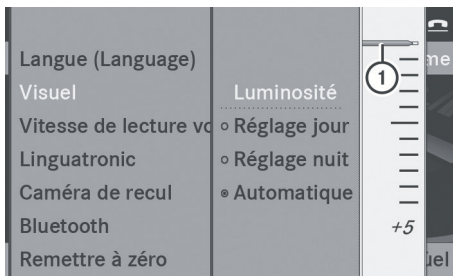 me
Langue (Language)
1
Visuel
Luminosité
Vitesse de lecture vo
Réglage jour
Linguatronic
Réglage nuit
Caméra de recul
Automatique
Bluetooth
+5
Remettre à zéro
uel